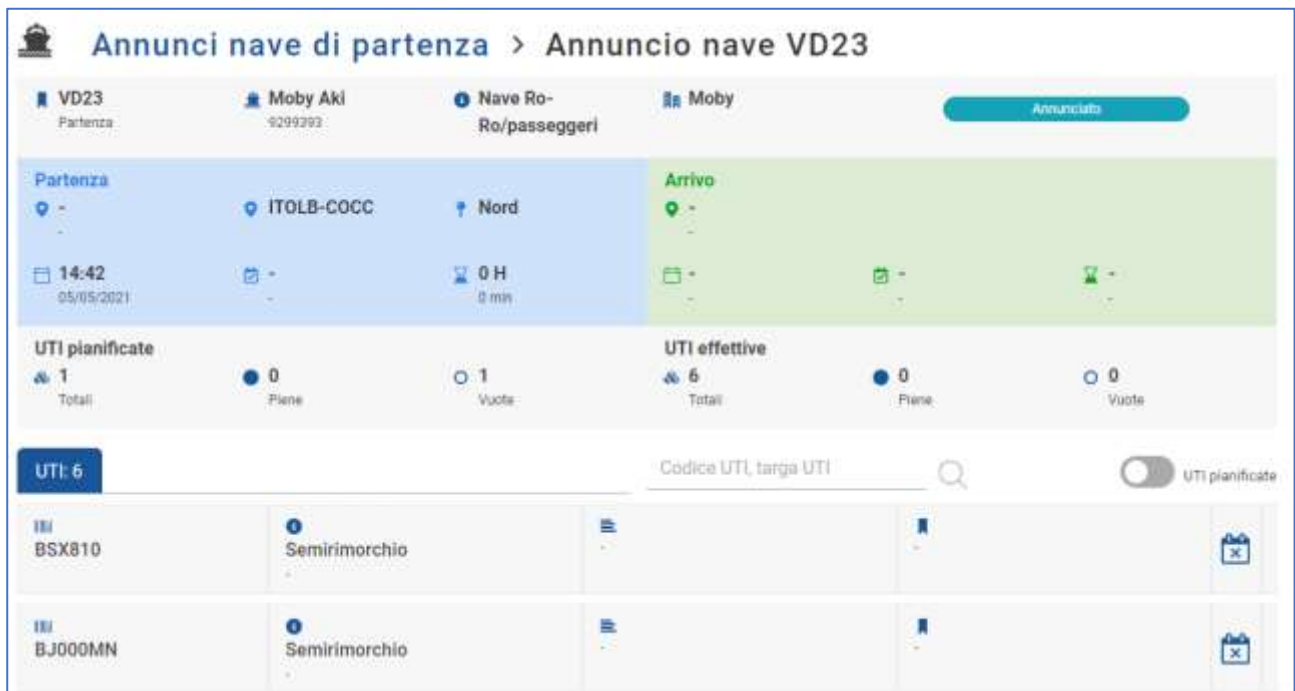 Annunci nave di partenza > Annuncio nave VD23
VD23
Partenza
Moby Aki
9299393
Nave Ro-
Ro/passeggeri
Moby
Annunciato
Partenza
-
-
ITOLB-COCC
Nord
14:42
05/05/2021
-
-
0 H
0 min
Arrivo
-
-
-
-
-
-
-
-
UTI pianificate
1
Totali
0
Piene
1
Vuote
UTI effettive
6
Totali
0
Piene
0
Vuote
UTI: 6
Codice UTI, targa UTI
UTI pianificate
BSX810
Semirimorchio
-
-
-
BJ000MN
Semirimorchio
-
-
-